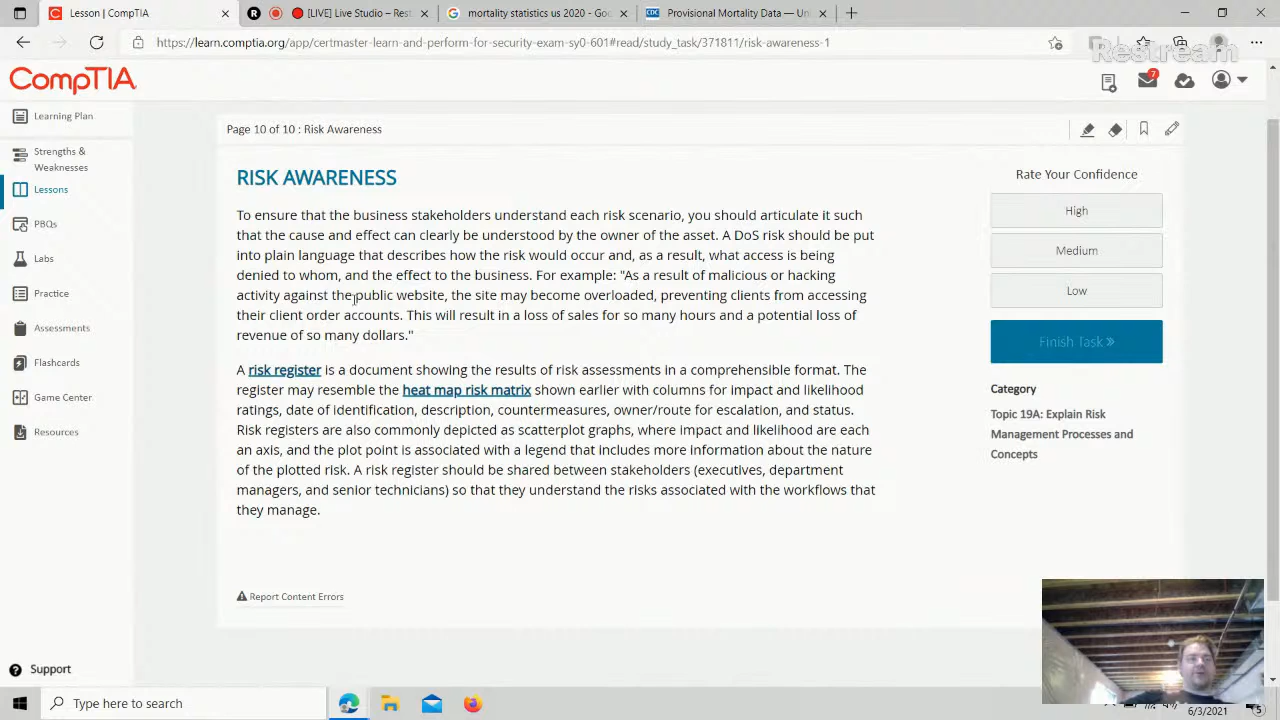 Lesson | CompTIA
[LIVE] Live Studio – Rest
mortality statistics us 2020 - Goo
CDC
Provisional Mortality Data — Un
https://learn.comptia.org/app/certmaster-learn-and-perform-for-security-exam-sy0-601#read/study_task/371811/risk-awareness-1
Restream
CompTIA
7
Learning Plan
Strengths &
Weaknesses
Lessons
PBQs
Labs
Practice
Assessments
Flashcards
Game Center
Resources
Support
Page 10 of 10 : Risk Awareness
RISK AWARENESS
To ensure that the business stakeholders understand each risk scenario, you should articulate it such
that the cause and effect can clearly be understood by the owner of the asset. A DoS risk should be put
into plain language that describes how the risk would occur and, as a result, what access is being
denied to whom, and the effect to the business. For example: "As a result of malicious or hacking
activity against the public website, the site may become overloaded, preventing clients from accessing
their client order accounts. This will result in a loss of sales for so many hours and a potential loss of
revenue of so many dollars."
A risk register is a document showing the results of risk assessments in a comprehensible format. The
register may resemble the heat map risk matrix shown earlier with columns for impact and likelihood
ratings, date of identification, description, countermeasures, owner/route for escalation, and status.
Risk registers are also commonly depicted as scatterplot graphs, where impact and likelihood are each
an axis, and the plot point is associated with a legend that includes more information about the nature
of the plotted risk. A risk register should be shared between stakeholders (executives, department
managers, and senior technicians) so that they understand the risks associated with the workflows that
they manage.
Report Content Errors
Rate Your Confidence
High
Medium
Low
Finish Task »
Category
Topic 19A: Explain Risk
Management Processes and
Concepts
Type here to search
6/3/2021
5